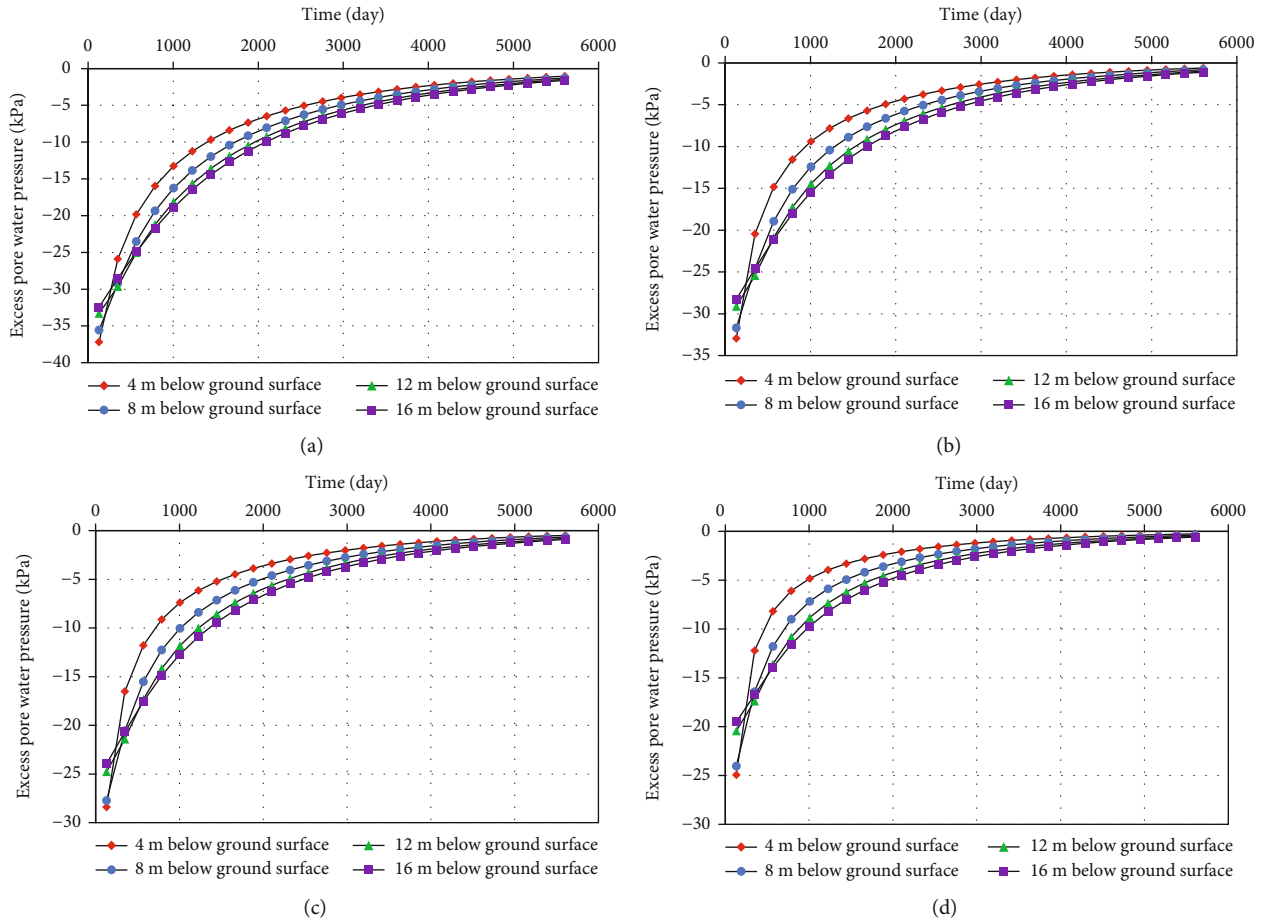 Time (day)
0 1000 2000 3000 4000 5000 6000
0
−5
−10
−15
−20
−25
−30
−35
−40
Excess pore water pressure (kPa)
4 m below ground surface
12 m below ground surface
8 m below ground surface
16 m below ground surface
(a)
Time (day)
0 1000 2000 3000 4000 5000 6000
0
−5
−10
−15
−20
−25
−30
−35
Excess pore water pressure (kPa)
4 m below ground surface
12 m below ground surface
8 m below ground surface
16 m below ground surface
(b)
Time (day)
0 1000 2000 3000 4000 5000 6000
0
−5
−10
−15
−20
−25
−30
Excess pore water pressure (kPa)
4 m below ground surface
12 m below ground surface
8 m below ground surface
16 m below ground surface
(c)
Time (day)
0 1000 2000 3000 4000 5000 6000
0
−5
−10
−15
−20
−25
−30
Excess pore water pressure (kPa)
4 m below ground surface
12 m below ground surface
8 m below ground surface
16 m below ground surface
(d)